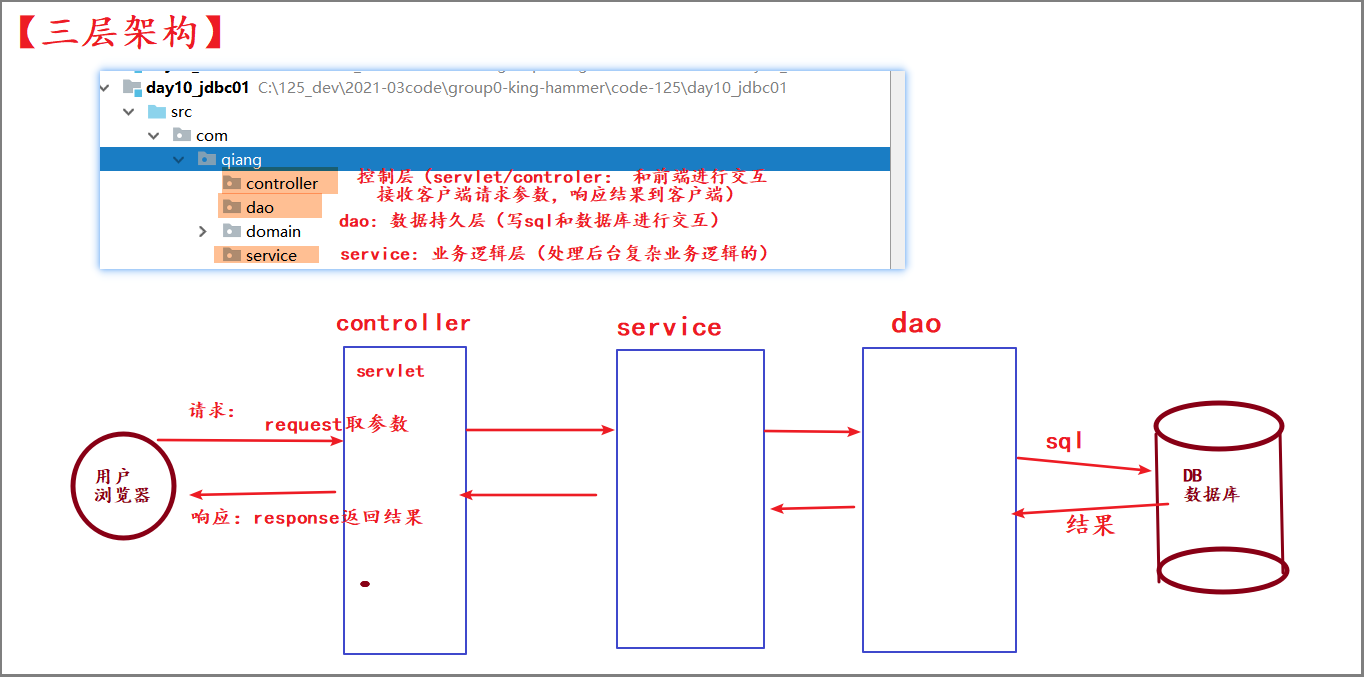 【三层架构】
day10_jdbc01 C:\125_dev\2021-03code\group0-king-hammer\code-125\day10_jdbc01
src
com
qiang
controller 控制层（servlet/controler： 和前端进行交互
接收客户端请求参数，响应结果到客户端）
dao dao：数据持久层（写sql和数据库进行交互）
domain
service service：业务逻辑层（处理后台复杂业务逻辑的）
controller service dao
servlet
请求： request取参数
sql
用户
浏览器
DB
数据库
响应：response返回结果
结果